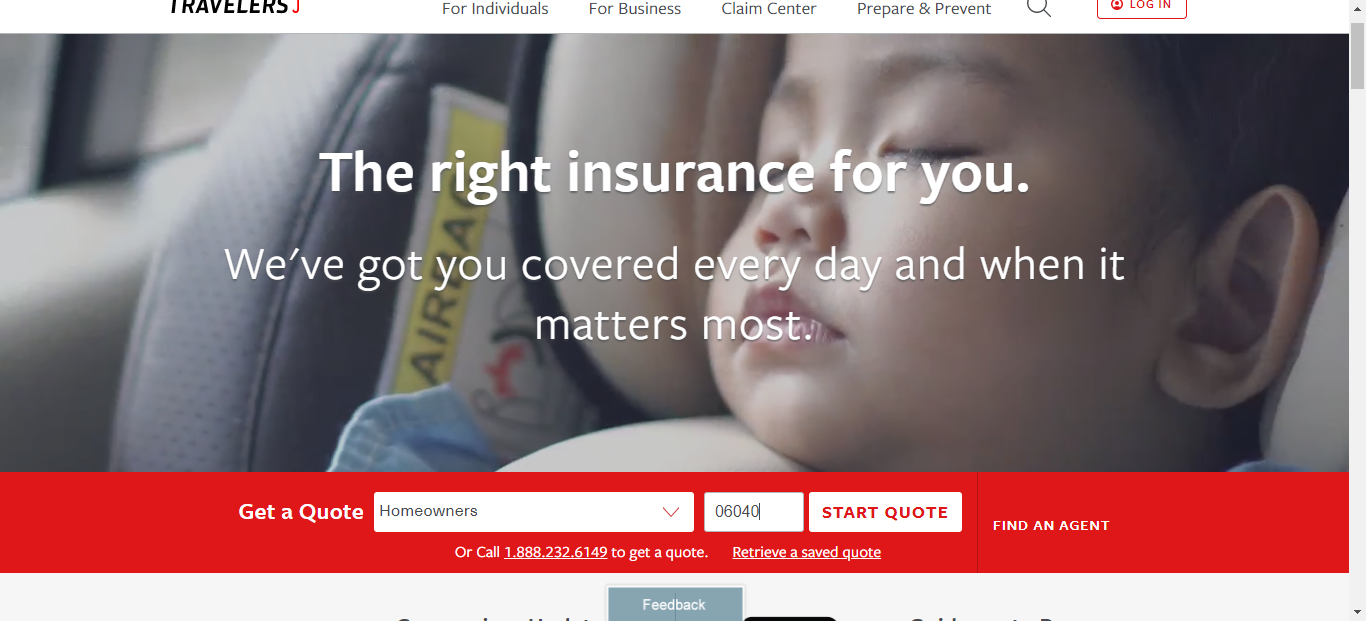 TRAVELERS
For Individuals
For Business
Claim Center
Prepare & Prevent
LOG IN
The right insurance for you.
We've got you covered every day and when it
matters most.
AIRBAG
Get a Quote
Homeowners
06040
START QUOTE
FIND AN AGENT
Or Call 1.888.232.6149 to get a quote.
Retrieve a saved quote
Feedback